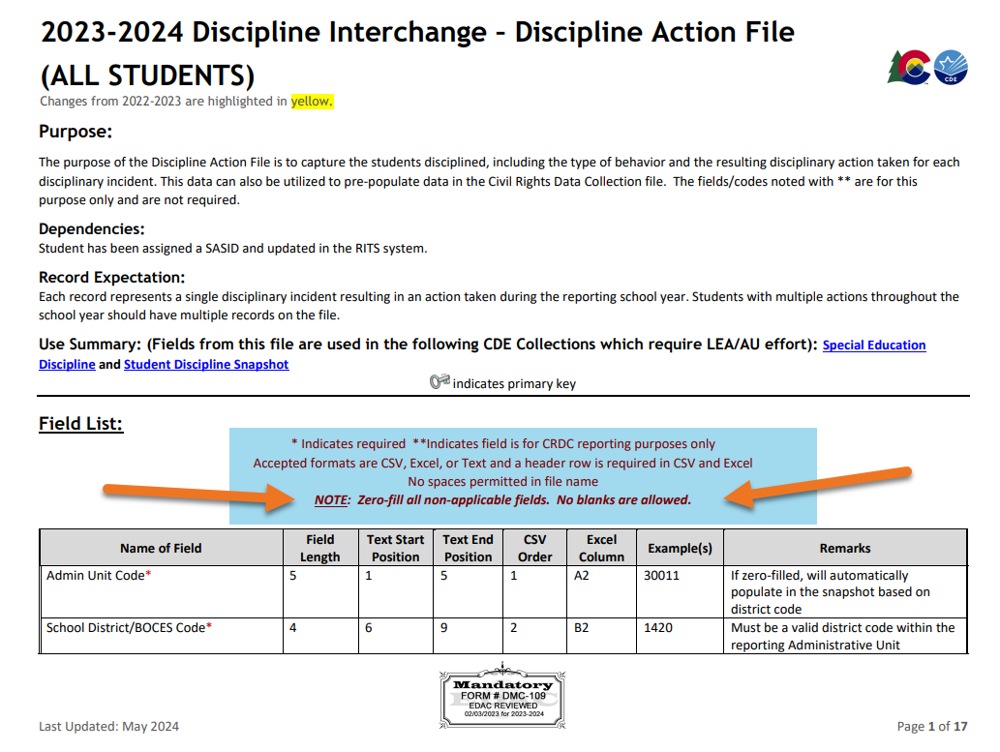 2023-2024 Discipline Interchange – Discipline Action File
(ALL STUDENTS)
Changes from 2022-2023 are highlighted in yellow.
CDE
Purpose:
The purpose of the Discipline Action File is to capture the students disciplined, including the type of behavior and the resulting disciplinary action taken for each
disciplinary incident. This data can also be utilized to pre-populate data in the Civil Rights Data Collection file.  The fields/codes noted with ** are for this
purpose only and are not required.
Dependencies:
Student has been assigned a SASID and updated in the RITS system.
Record Expectation:
Each record represents a single disciplinary incident resulting in an action taken during the reporting school year. Students with multiple actions throughout the
school year should have multiple records on the file.
Use Summary: (Fields from this file are used in the following CDE Collections which require LEA/AU effort): Special Education
Discipline and Student Discipline Snapshot
indicates primary key
Field List:
* Indicates required  **Indicates field is for CRDC reporting purposes only
Accepted formats are CSV, Excel, or Text and a header row is required in CSV and Excel
No spaces permitted in file name
NOTE:  Zero-fill all non-applicable fields.  No blanks are allowed.
Name of Field | Field Length | Text Start Position | Text End Position | CSV Order | Excel Column | Example(s) | Remarks
Admin Unit Code* | 5 | 1 | 5 | 1 | A2 | 30011 | If zero-filled, will automatically
populate in the snapshot based on
district code
School District/BOCES Code* | 4 | 6 | 9 | 2 | B2 | 1420 | Must be a valid district code within the
reporting Administrative Unit
Mandatory
FORM # DMC-109
EDAC REVIEWED
02/03/2023 for 2023-2024
Last Updated: May 2024
Page 1 of 17